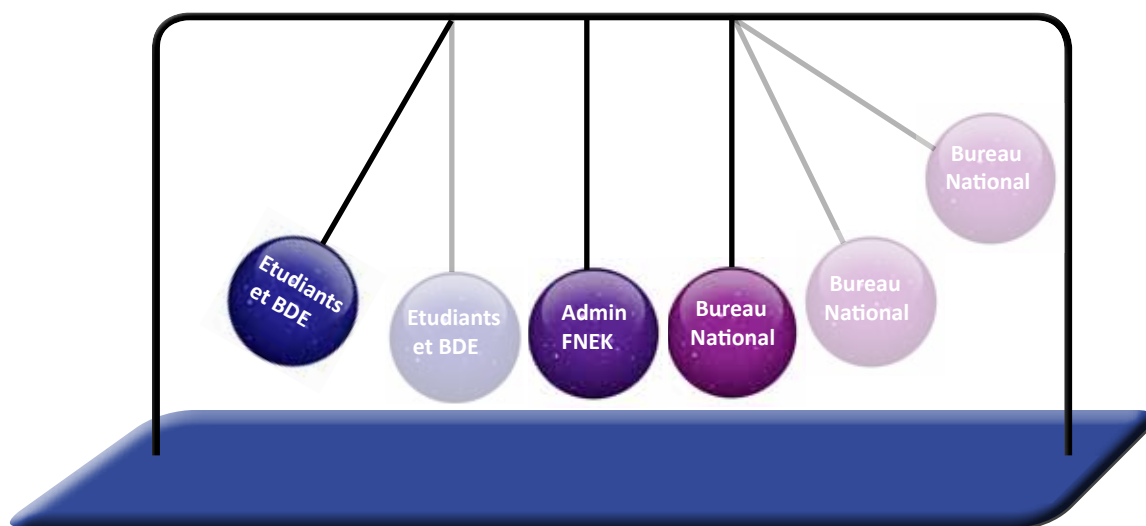 Etudiants
et BDE
Etudiants
et BDE
Admin
FNEK
Bureau
National
Bureau
National
Bureau
National